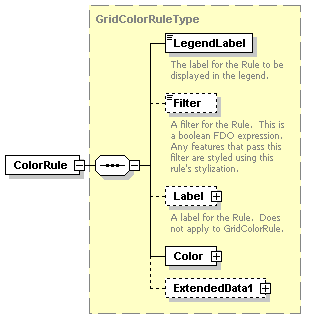 GridColorRuleType
LegendLabel
The label for the Rule to be
displayed in the legend.
Filter
A filter for the Rule.  This is
a boolean FDO expression.
Any features that pass this
filter are styled using this
rule's stylization.
ColorRule
Label
A label for the Rule.  Does
not apply to GridColorRule.
Color
ExtendedData1